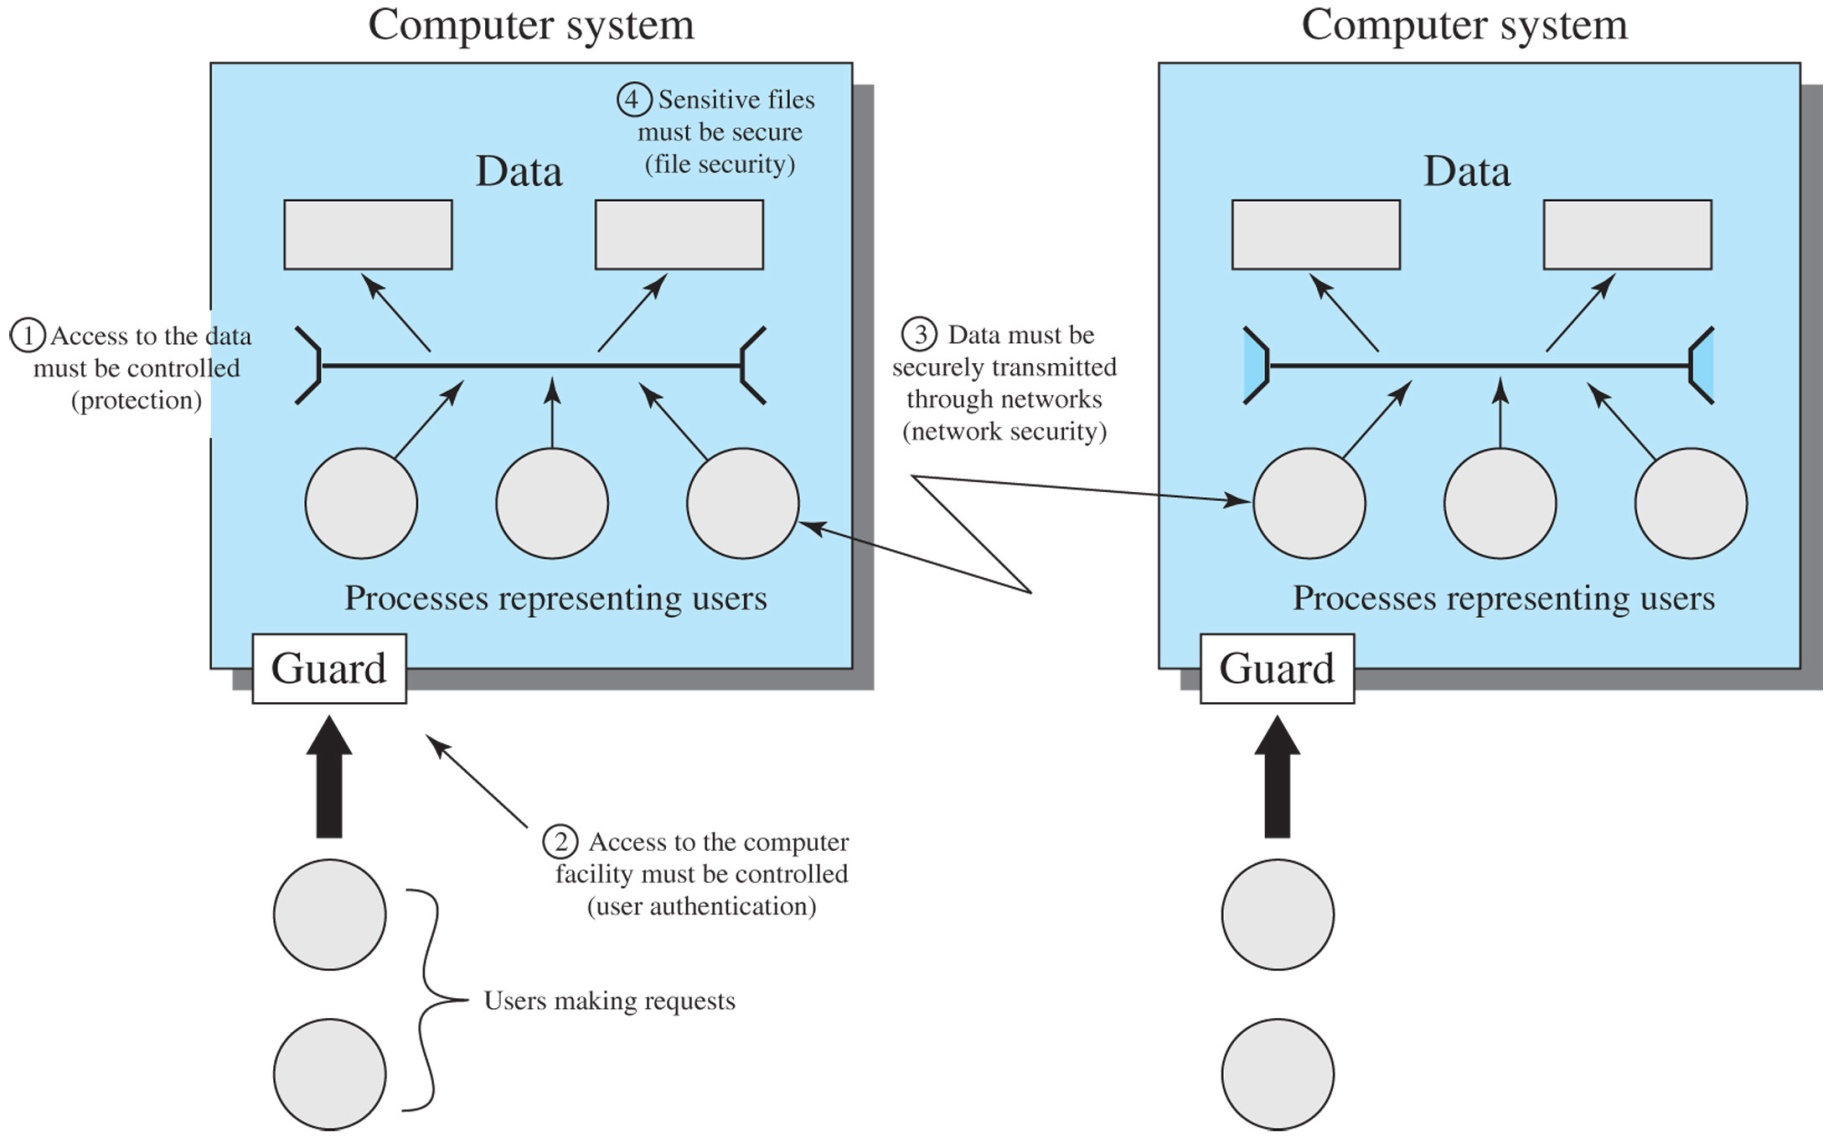 Computer system
④ Sensitive files
must be secure
(file security)
Data
① Access to the data
must be controlled
(protection)
Processes representing users
Guard
② Access to the computer
facility must be controlled
(user authentication)
Users making requests
③ Data must be
securely transmitted
through networks
(network security)
Computer system
Data
Processes representing users
Guard